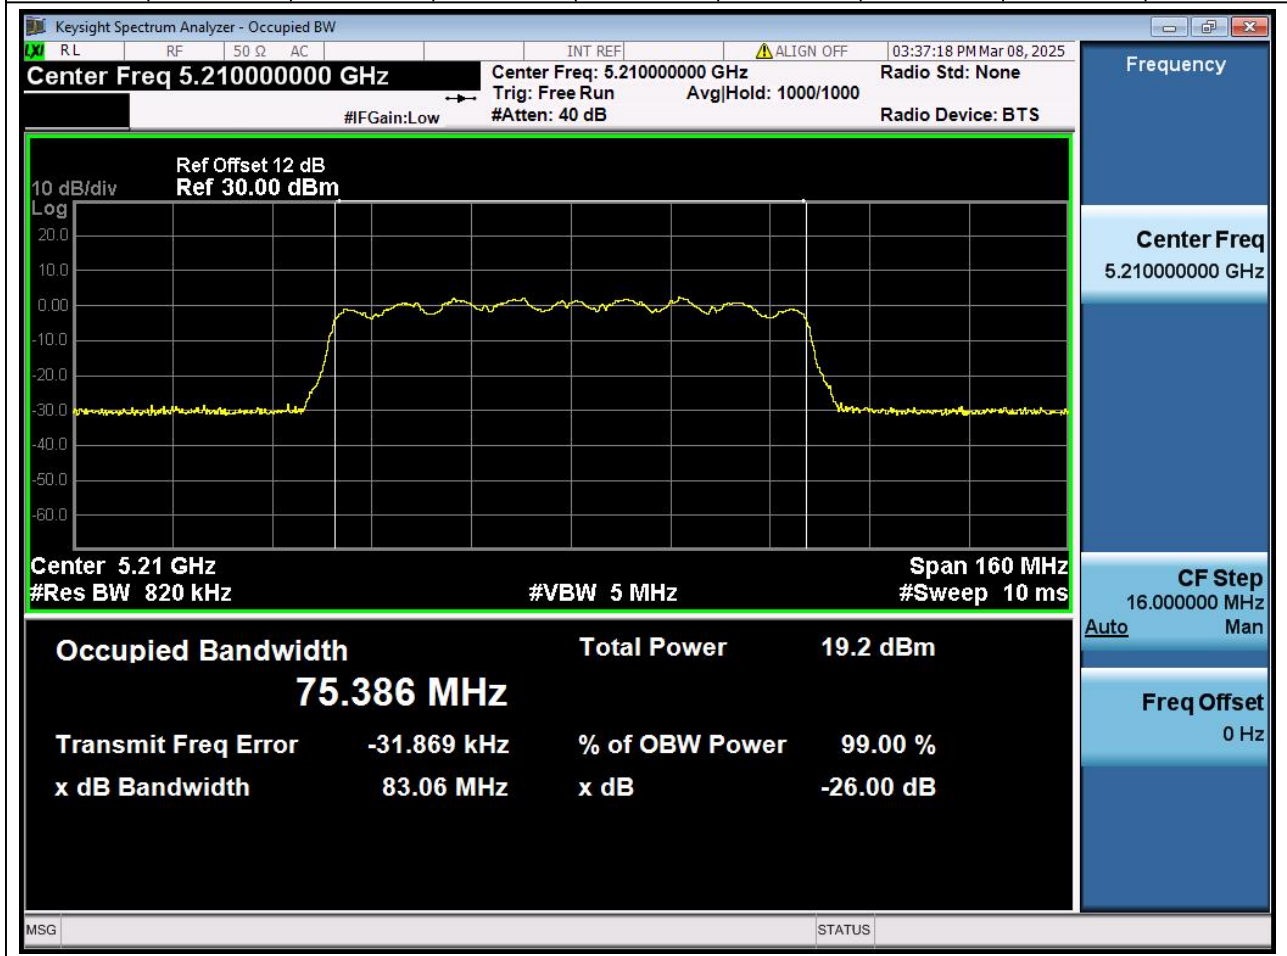 Keysight Spectrum Analyzer - Occupied BW
LXI RL RF 50 Ω AC INT REF ALIGN OFF 03:37:18 PM Mar 08, 2025
Center Freq 5.210000000 GHz
Center Freq: 5.210000000 GHz
Radio Std: None
Trig: Free Run Avg|Hold: 1000/1000
#IFGain:Low
#Atten: 40 dB
Radio Device: BTS
Ref Offset 12 dB
10 dB/div Ref 30.00 dBm
Log
20.0
10.0
0.00
-10.0
-20.0
-30.0
-40.0
-50.0
-60.0
Center 5.21 GHz Span 160 MHz
#Res BW 820 kHz #VBW 5 MHz #Sweep 10 ms
Occupied Bandwidth Total Power 19.2 dBm
75.386 MHz
Transmit Freq Error -31.869 kHz % of OBW Power 99.00 %
x dB Bandwidth 83.06 MHz x dB -26.00 dB
Frequency
Center Freq
5.210000000 GHz
CF Step
16.000000 MHz
Auto Man
Freq Offset
0 Hz
MSG STATUS